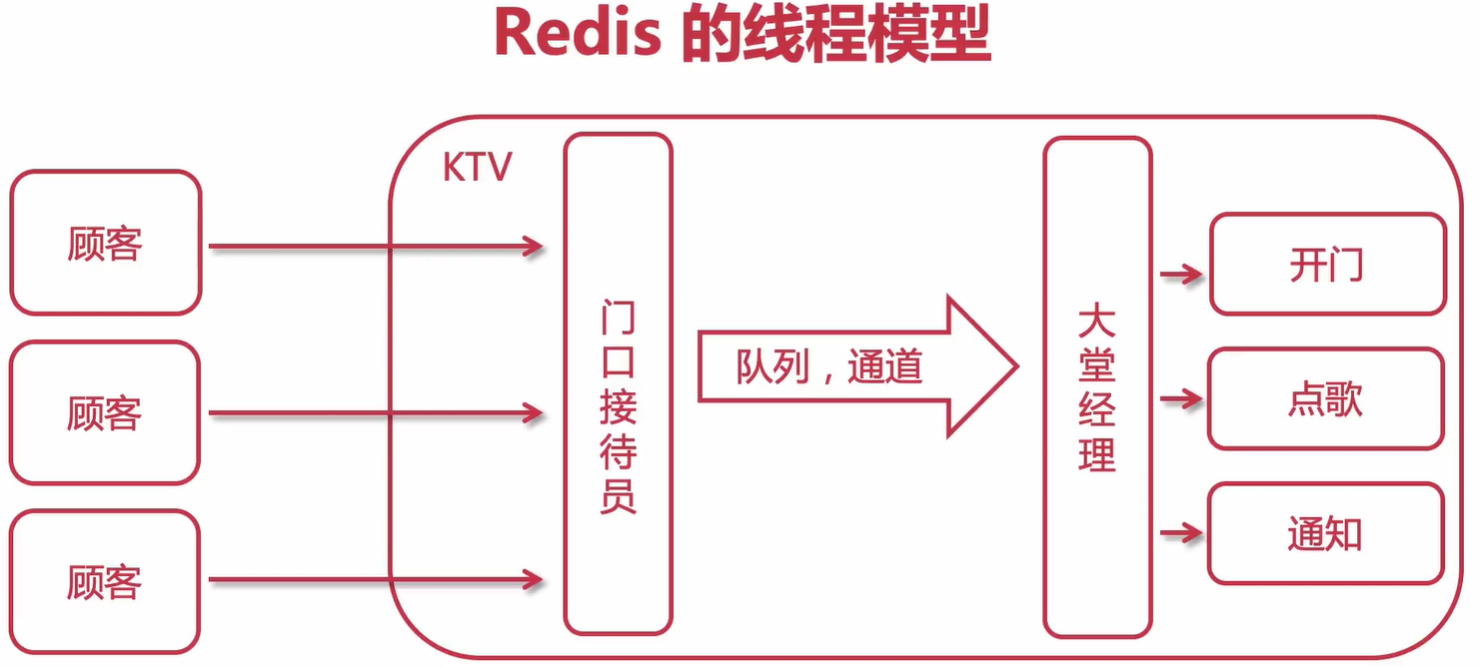 Redis 的线程模型
KTV
顾客
顾客
顾客
门口接待员
队列，通道
大堂经理
开门
点歌
通知